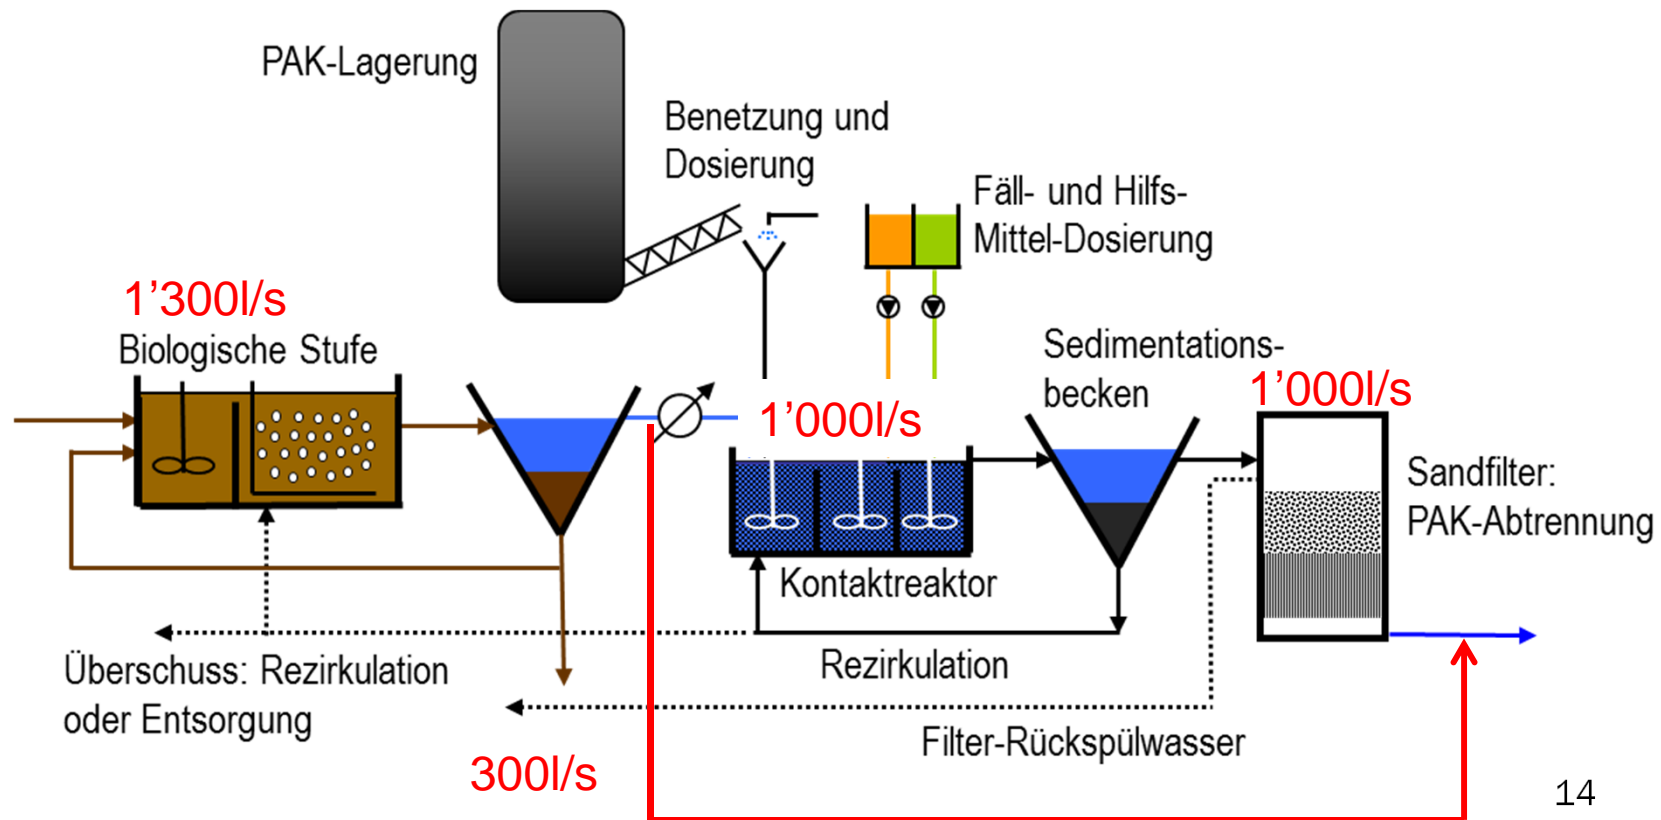 PAK-Lagerung
Benetzung und
Dosierung
Fäll- und Hilfs-
Mittel-Dosierung
1’300l/s
Biologische Stufe
Sedimentations-
becken
1’000l/s
1’000l/s
Sandfilter:
PAK-Abtrennung
Kontaktreaktor
Überschuss: Rezirkulation
oder Entsorgung
Rezirkulation
Filter-Rückspülwasser
300l/s
14